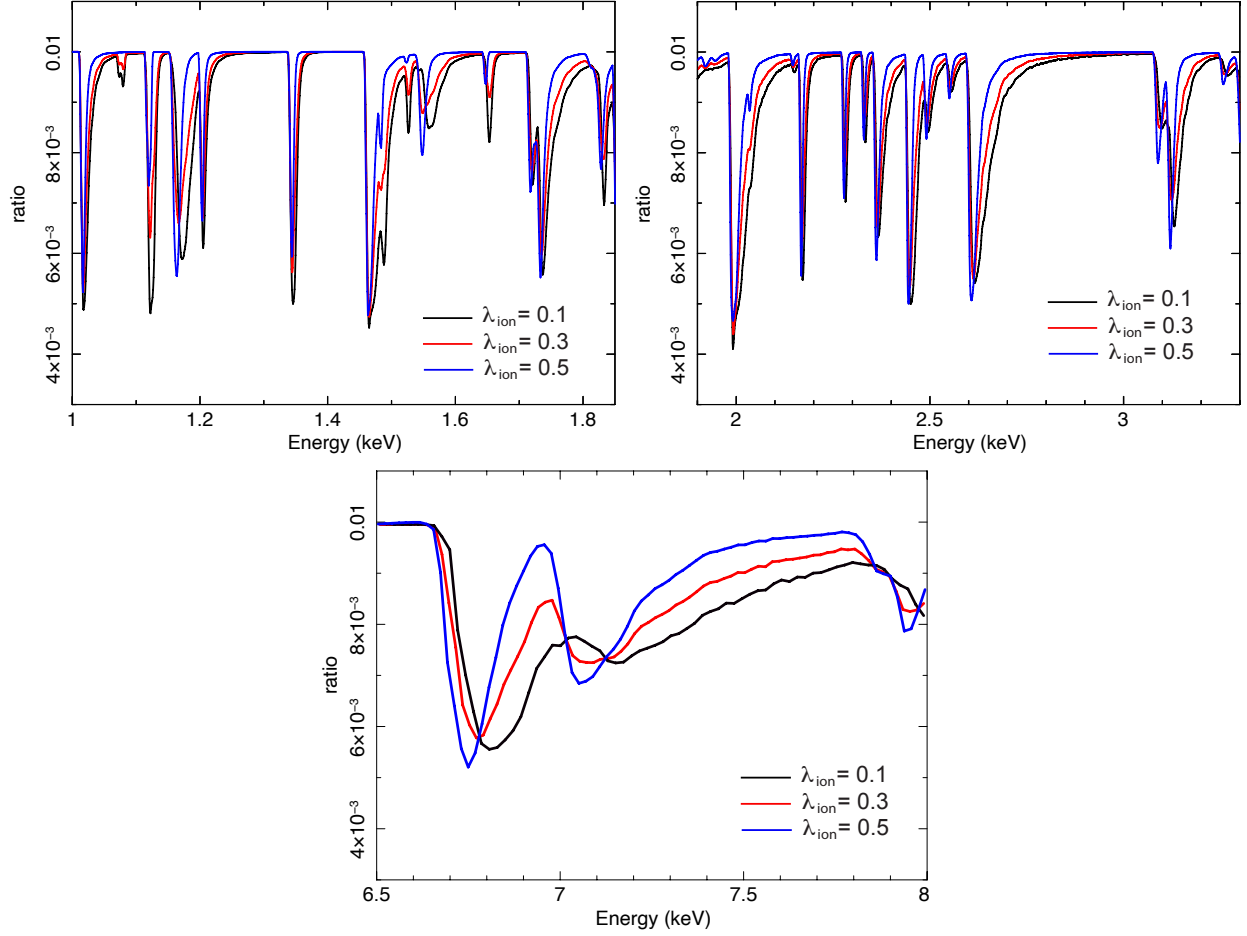 ratio
4×10⁻³ 6×10⁻³ 8×10⁻³ 0.01
λion = 0.1
λion = 0.3
λion = 0.5
1 1.2 1.4 1.6 1.8
Energy (keV)
ratio
4×10⁻³ 6×10⁻³ 8×10⁻³ 0.01
λion = 0.1
λion = 0.3
λion = 0.5
2 2.5 3
Energy (keV)
ratio
4×10⁻³ 6×10⁻³ 8×10⁻³ 0.01
λion = 0.1
λion = 0.3
λion = 0.5
6.5 7 7.5 8
Energy (keV)